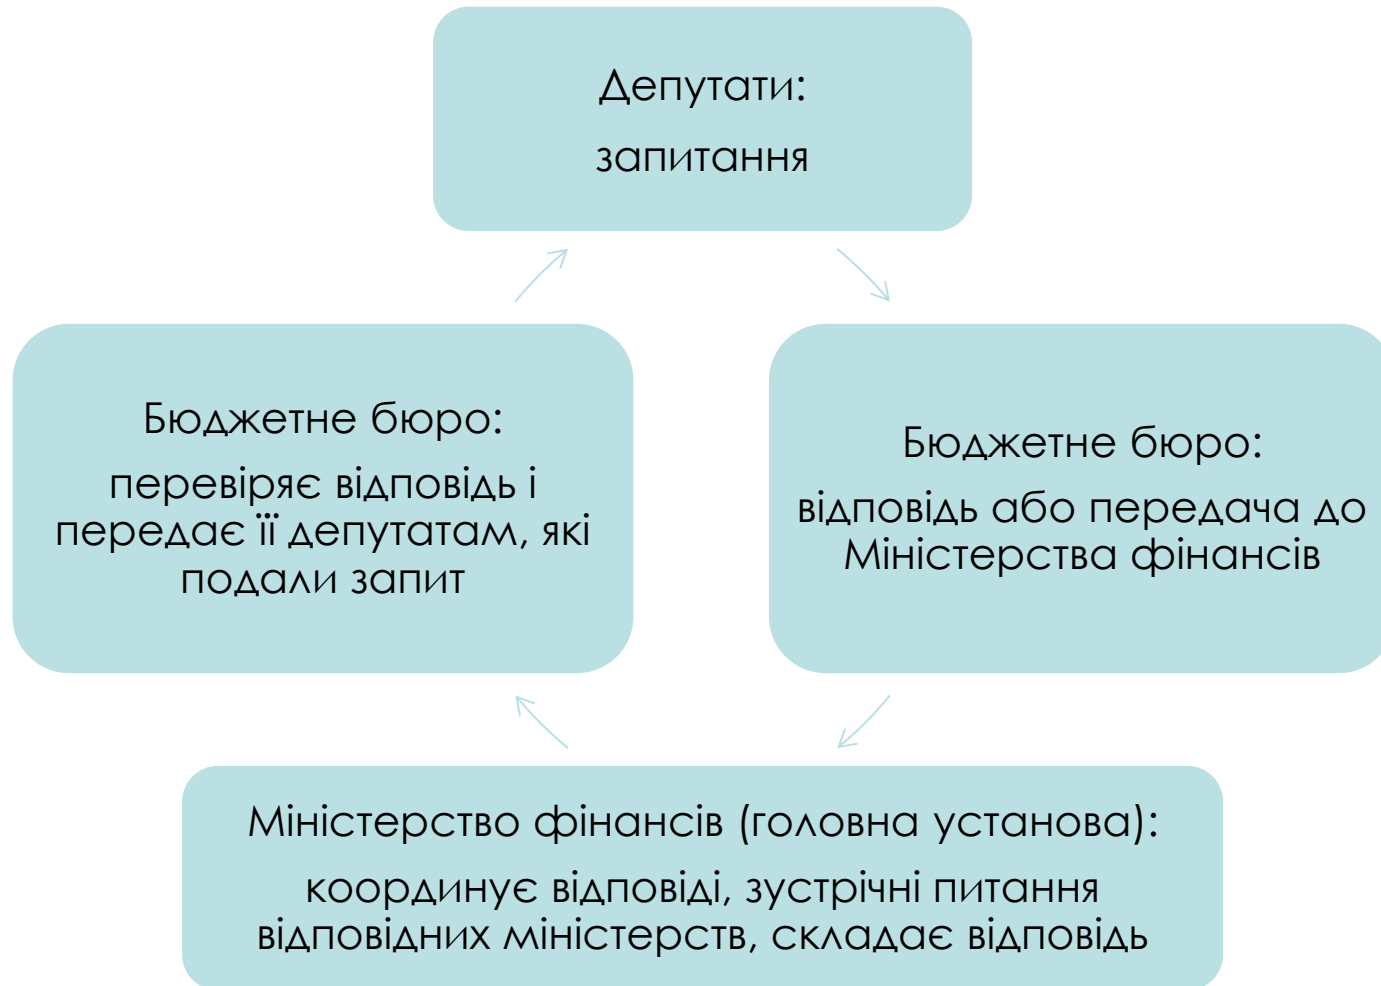 Депутати:
запитання
Бюджетне бюро:
перевіряє відповідь і
передає її депутатам, які
подали запит
Бюджетне бюро:
відповідь або передача до
Міністерства фінансів
Міністерство фінансів (головна установа):
координує відповіді, зустрічні питання
відповідних міністерств, складає відповідь